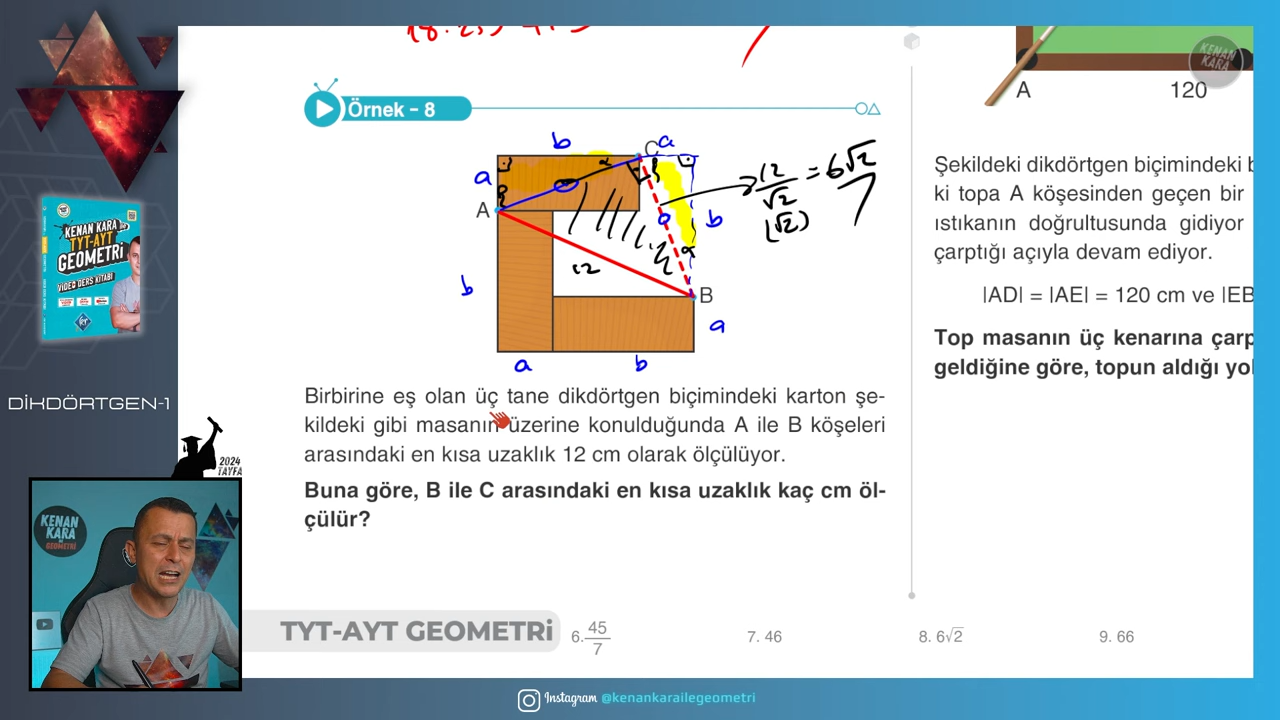 18.
Örnek - 8
KENAN KARA
A
120
b
C
a
α
a
A
12/√2 = 6√2
(√2)
b
α
12
b
B
a
a
b
Birbirine eş olan üç tane dikdörtgen biçimindeki karton şe-
kildeki gibi masanın üzerine konulduğunda A ile B köşeleri
arasındaki en kısa uzaklık 12 cm olarak ölçülüyor.
Buna göre, B ile C arasındaki en kısa uzaklık kaç cm öl-
çülür?
Şekildeki dikdörtgen biçimindeki b
ki topa A köşesinden geçen bir
ıstıkanın doğrultusunda gidiyor
çarptığı açıyla devam ediyor.
|AD| = |AE| = 120 cm ve |EB
Top masanın üç kenarına çarp
geldiğine göre, topun aldığı yol
KENAN KARA
TYT-AYT
GEOMETRİ
VİDEO DERS KİTABI
DİKDÖRTGEN-1
2024
TAYFA
KENAN
KARA
ile
GEOMETRİ
TYT-AYT GEOMETRİ
6. 45/7
7. 46
8. 6√2
9. 66
Instagram @kenankarailegeometri